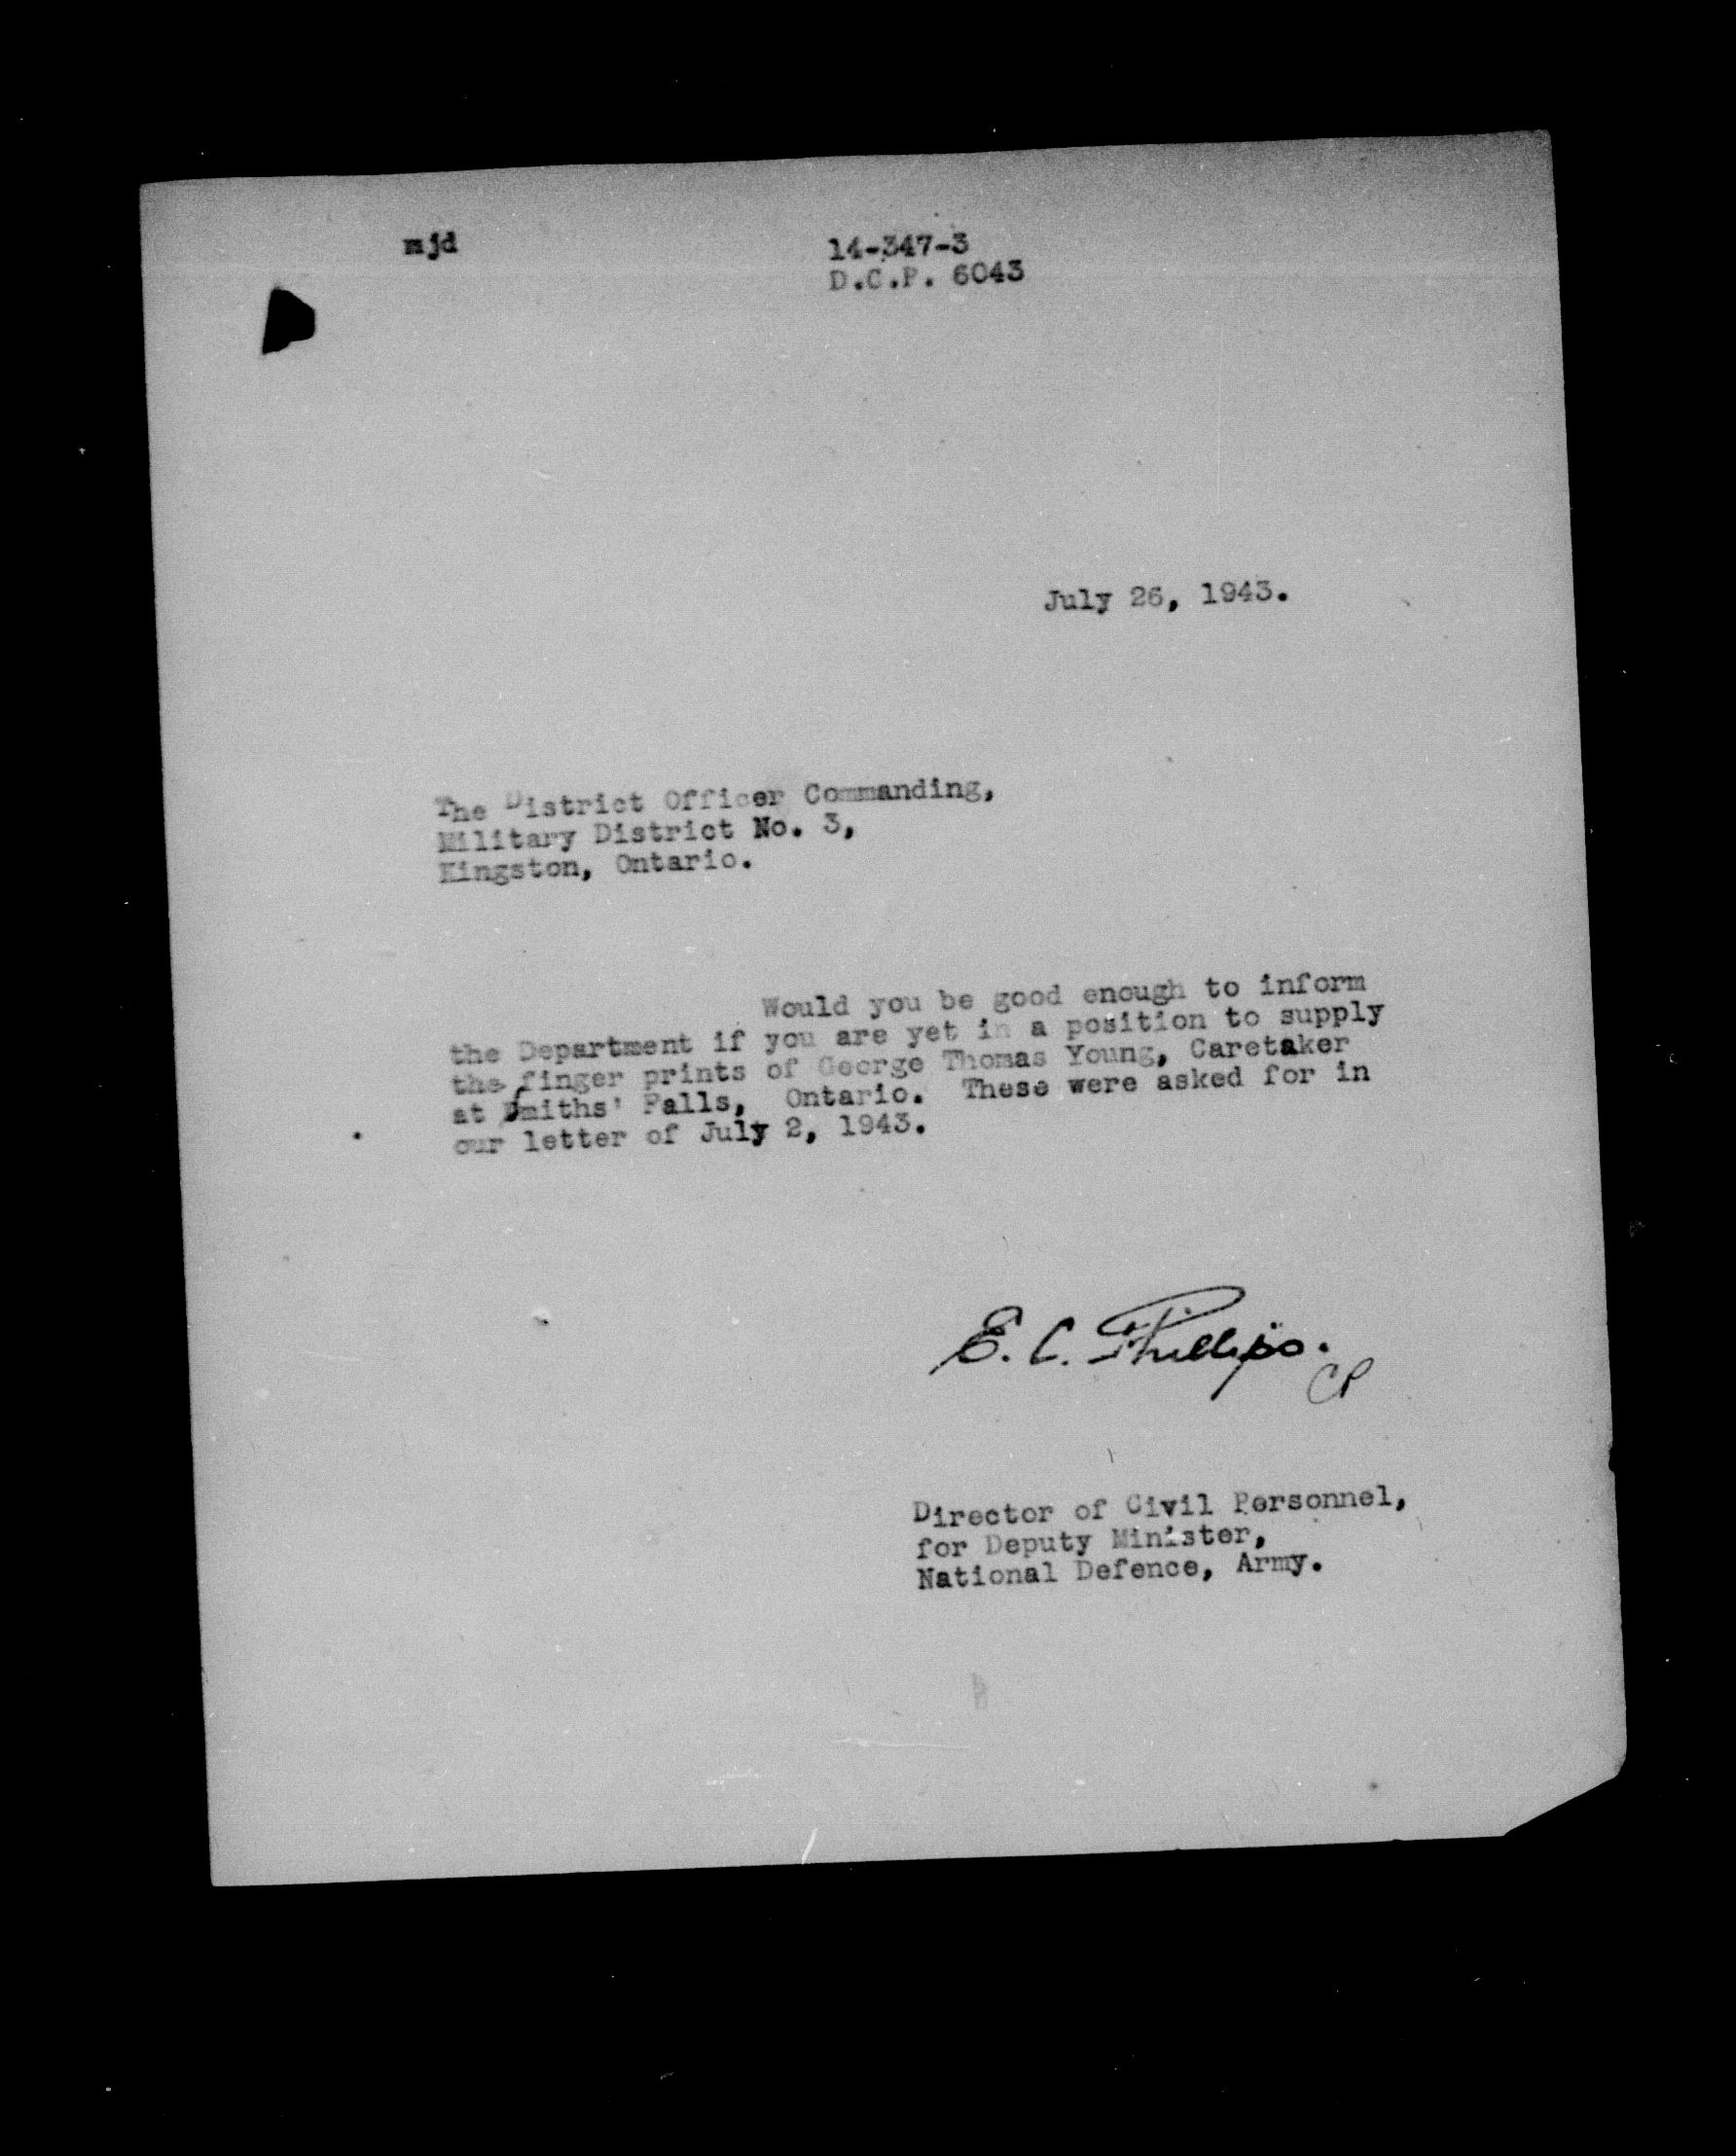 mjd
14-347-3
D.C.P. 6043
July 26, 1943.
The District Officer Commanding,
Military District No. 3,
Kingston, Ontario.
Would you be good enough to inform
the Department if you are yet in a position to supply
the finger prints of George Thomas Young, Caretaker
at Smiths' Falls, Ontario. These were asked for in
our letter of July 2, 1943.
E. C. Phillips.
CP
Director of Civil Personnel,
for Deputy Minister,
National Defence, Army.